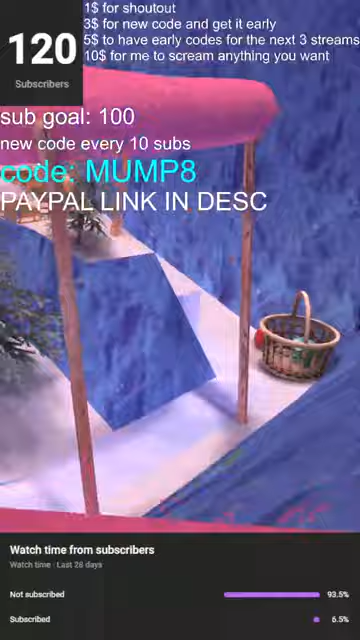 1$ for shoutout
3$ for new code and get it early
5$ to have early codes for the next 3 streams
10$ for me to scream anything you want
120
Subscribers
sub goal: 100
new code every 10 subs
code: MUMP8
PAYPAL LINK IN DESC
Watch time from subscribers
Watch time · Last 28 days
Not subscribed 93.5%
Subscribed 6.5%